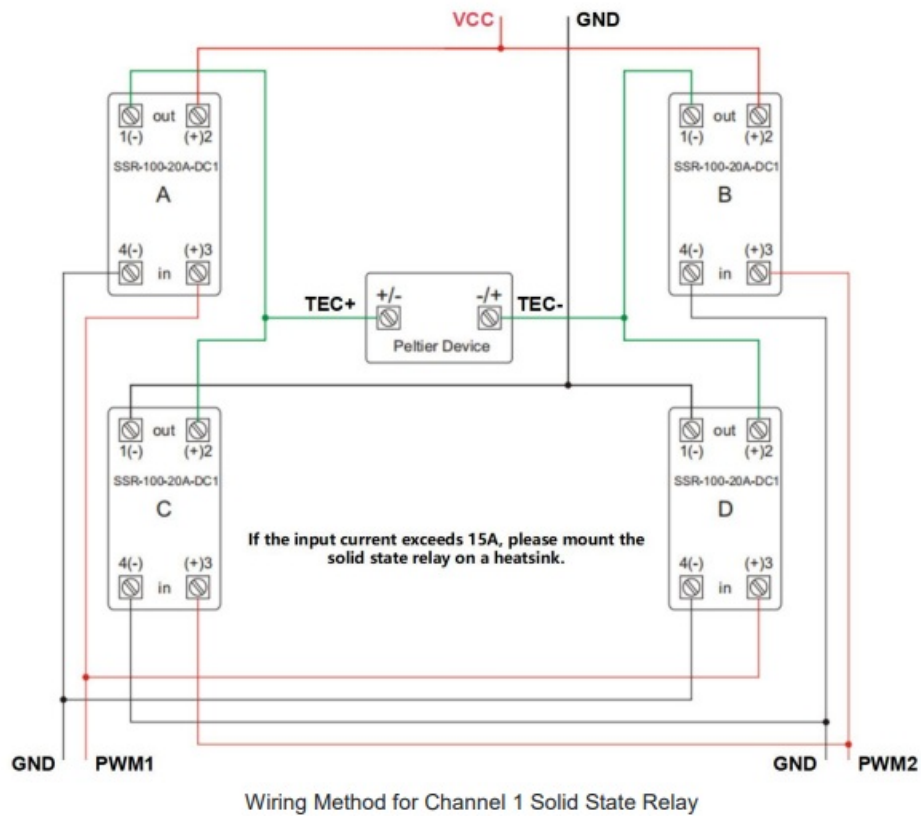 VCC
GND
out
1(-) (+)2
SSR-100-20A-DC1
A
4(-) (+)3
in
out
1(-) (+)2
SSR-100-20A-DC1
B
4(-) (+)3
in
TEC+
+/- -/+
Peltier Device
TEC-
out
1(-) (+)2
SSR-100-20A-DC1
C
4(-) (+)3
in
If the input current exceeds 15A, please mount the
solid state relay on a heatsink.
out
1(-) (+)2
SSR-100-20A-DC1
D
4(-) (+)3
in
GND PWM1
GND PWM2
Wiring Method for Channel 1 Solid State Relay